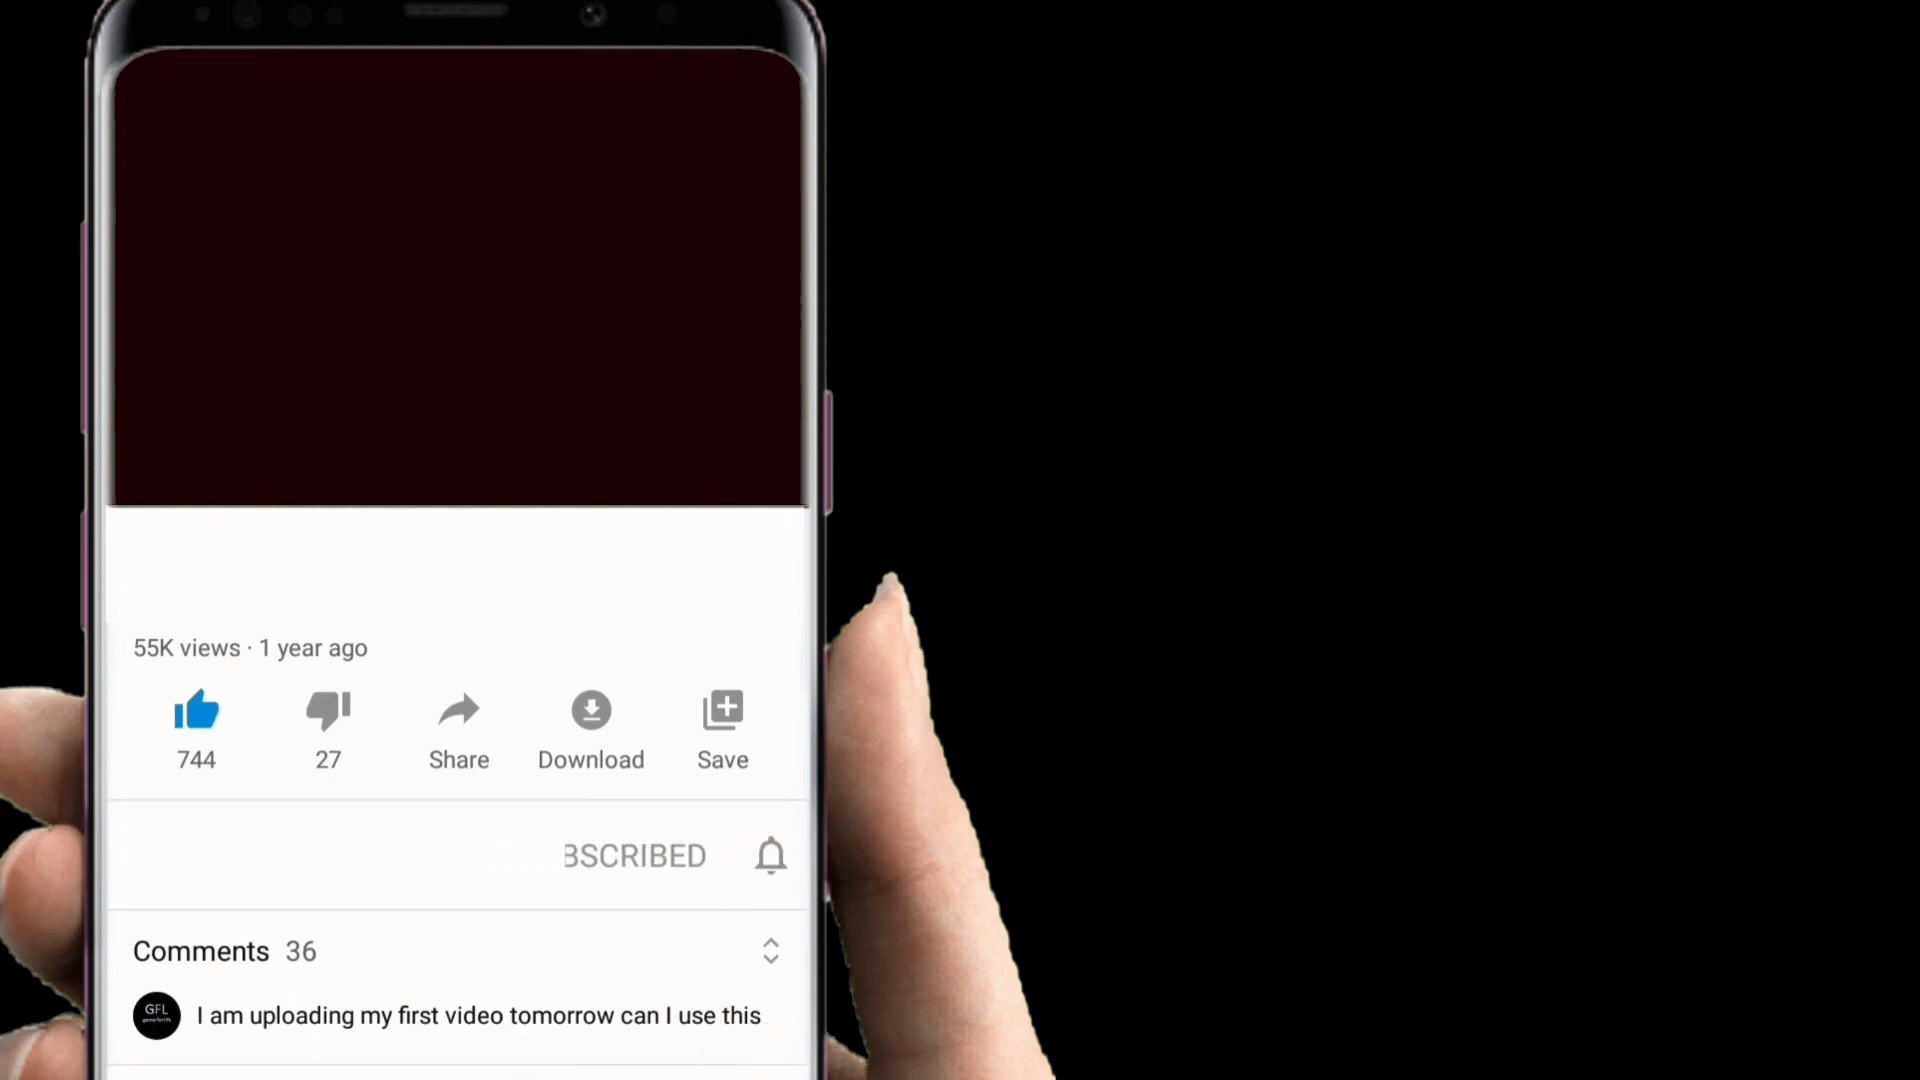 55K views · 1 year ago
744
27
Share
Download
Save
BSCRIBED
Comments 36
GFL
I am uploading my first video tomorrow can I use this